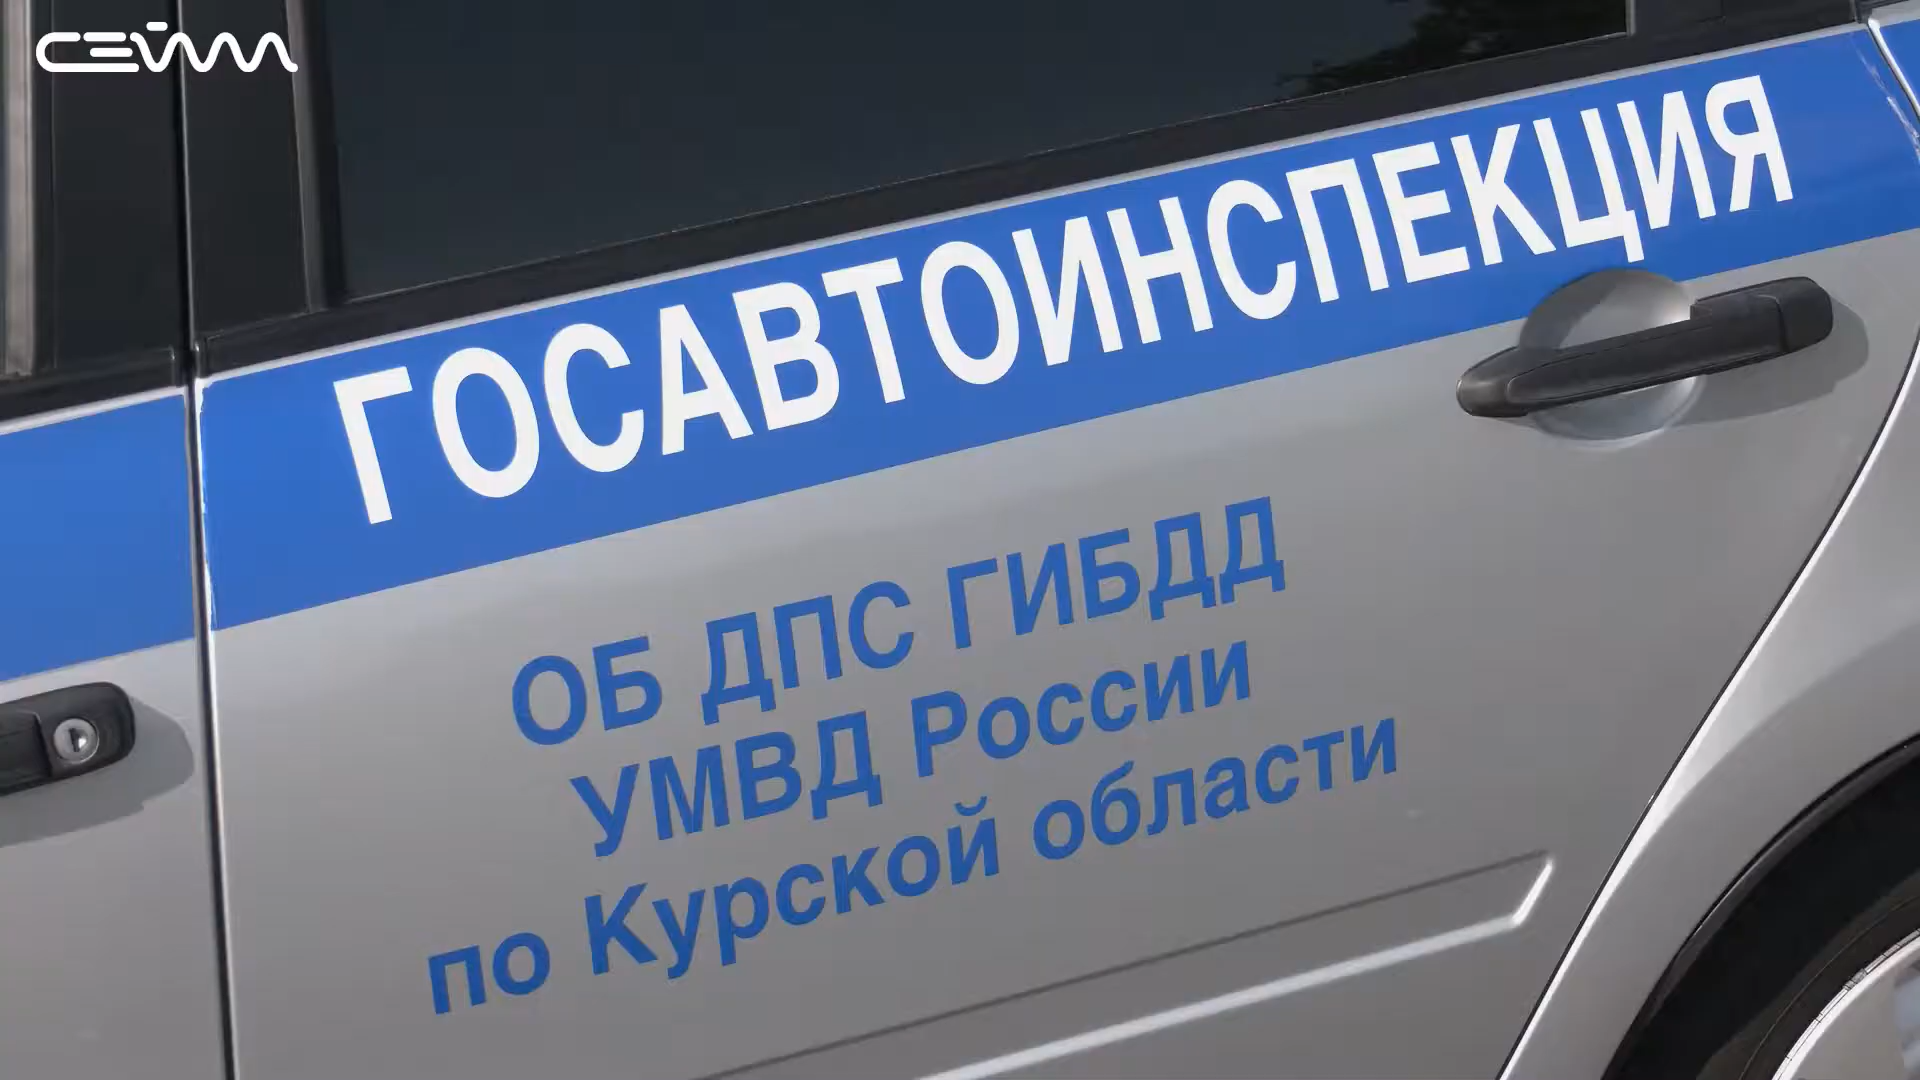 СЕЙМ
ГОСАВТОИНСПЕКЦИЯ
ОБ ДПС ГИБДД
УМВД России
по Курской области